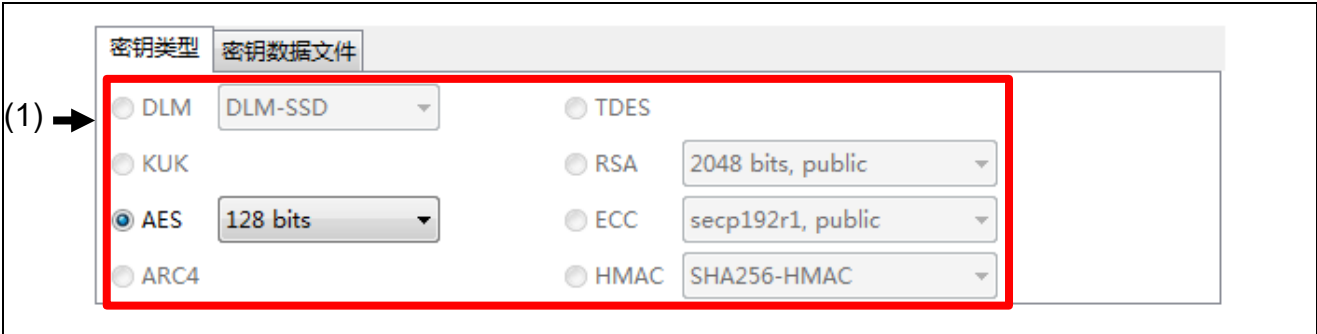 密钥类型 密钥数据文件
(1)
DLM DLM-SSD TDES
KUK RSA 2048 bits, public
AES 128 bits ECC secp192r1, public
ARC4 HMAC SHA256-HMAC